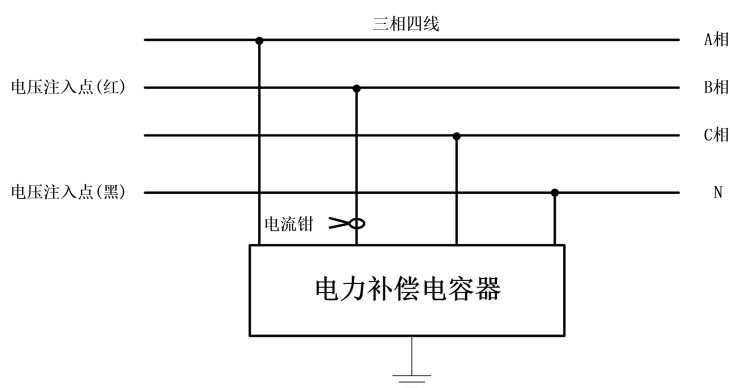 三相四线
A相
电压注入点(红)
B相
C相
电压注入点(黑)
N
电流钳
电力补偿电容器